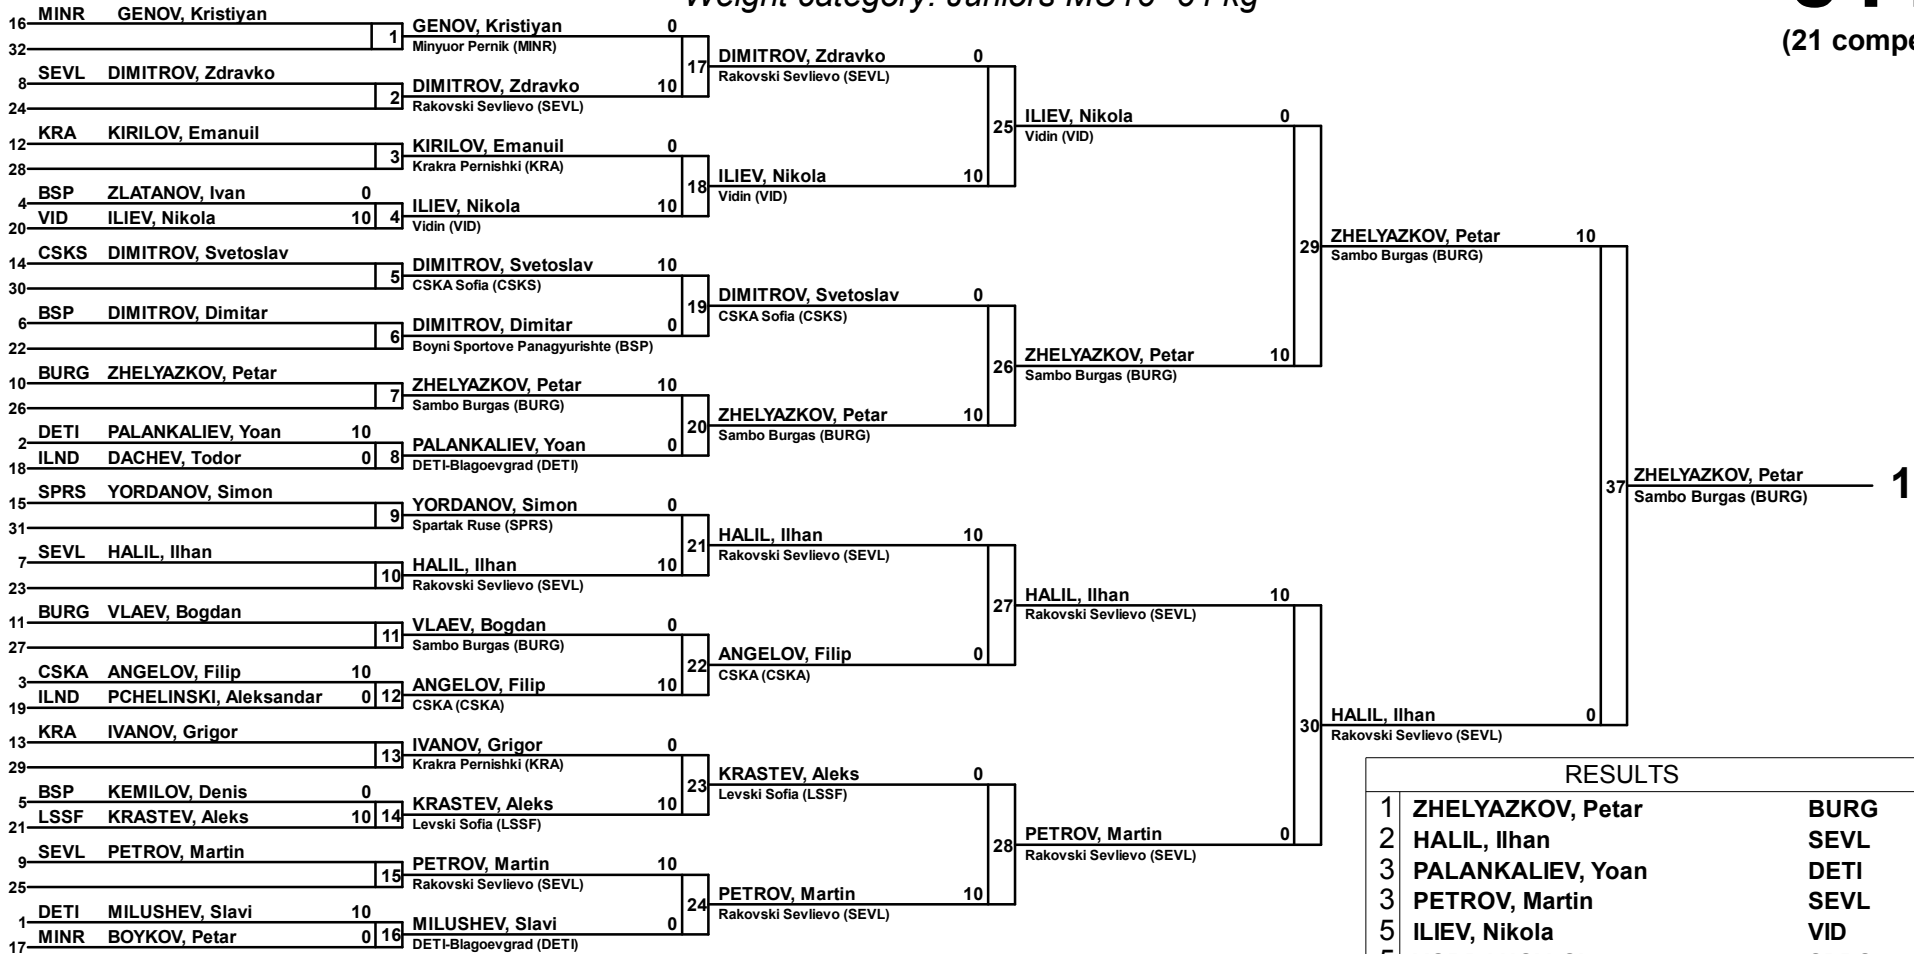 (21 compe
16 MINR GENOV, Kristiyan
32
1 GENOV, Kristiyan 0
Minyuor Pernik (MINR)
8 SEVL DIMITROV, Zdravko
24
2 DIMITROV, Zdravko 10
Rakovski Sevlievo (SEVL)
12 KRA KIRILOV, Emanuil
28
3 KIRILOV, Emanuil 0
Krakra Pernishki (KRA)
4 BSP ZLATANOV, Ivan 0
20 VID ILIEV, Nikola 10
4 ILIEV, Nikola 10
Vidin (VID)
14 CSKS DIMITROV, Svetoslav
30
5 DIMITROV, Svetoslav 10
CSKA Sofia (CSKS)
6 BSP DIMITROV, Dimitar
22
6 DIMITROV, Dimitar 0
Boyni Sportove Panagyurishte (BSP)
10 BURG ZHELYAZKOV, Petar
26
7 ZHELYAZKOV, Petar 10
Sambo Burgas (BURG)
2 DETI PALANKALIEV, Yoan 10
18 ILND DACHEV, Todor 0
8 PALANKALIEV, Yoan 0
DETI-Blagoevgrad (DETI)
15 SPRS YORDANOV, Simon
31
9 YORDANOV, Simon 0
Spartak Ruse (SPRS)
7 SEVL HALIL, Ilhan
23
10 HALIL, Ilhan 10
Rakovski Sevlievo (SEVL)
11 BURG VLAEV, Bogdan
27
11 VLAEV, Bogdan 0
Sambo Burgas (BURG)
3 CSKA ANGELOV, Filip 10
19 ILND PCHELINSKI, Aleksandar 0
12 ANGELOV, Filip 10
CSKA (CSKA)
13 KRA IVANOV, Grigor
29
13 IVANOV, Grigor 0
Krakra Pernishki (KRA)
5 BSP KEMILOV, Denis 0
21 LSSF KRASTEV, Aleks 10
14 KRASTEV, Aleks 10
Levski Sofia (LSSF)
9 SEVL PETROV, Martin
25
15 PETROV, Martin 10
Rakovski Sevlievo (SEVL)
1 DETI MILUSHEV, Slavi 10
17 MINR BOYKOV, Petar 0
16 MILUSHEV, Slavi 0
DETI-Blagoevgrad (DETI)
17 DIMITROV, Zdravko 0
Rakovski Sevlievo (SEVL)
18 ILIEV, Nikola 10
Vidin (VID)
19 DIMITROV, Svetoslav 0
CSKA Sofia (CSKS)
20 ZHELYAZKOV, Petar 10
Sambo Burgas (BURG)
21 HALIL, Ilhan 10
Rakovski Sevlievo (SEVL)
22 ANGELOV, Filip 0
CSKA (CSKA)
23 KRASTEV, Aleks 0
Levski Sofia (LSSF)
24 PETROV, Martin 10
Rakovski Sevlievo (SEVL)
25 ILIEV, Nikola 0
Vidin (VID)
26 ZHELYAZKOV, Petar 10
Sambo Burgas (BURG)
27 HALIL, Ilhan 10
Rakovski Sevlievo (SEVL)
28 PETROV, Martin 0
Rakovski Sevlievo (SEVL)
29 ZHELYAZKOV, Petar 10
Sambo Burgas (BURG)
30 HALIL, Ilhan 0
Rakovski Sevlievo (SEVL)
37 ZHELYAZKOV, Petar 1
Sambo Burgas (BURG)
RESULTS
1 ZHELYAZKOV, Petar BURG
2 HALIL, Ilhan SEVL
3 PALANKALIEV, Yoan DETI
3 PETROV, Martin SEVL
5 ILIEV, Nikola VID